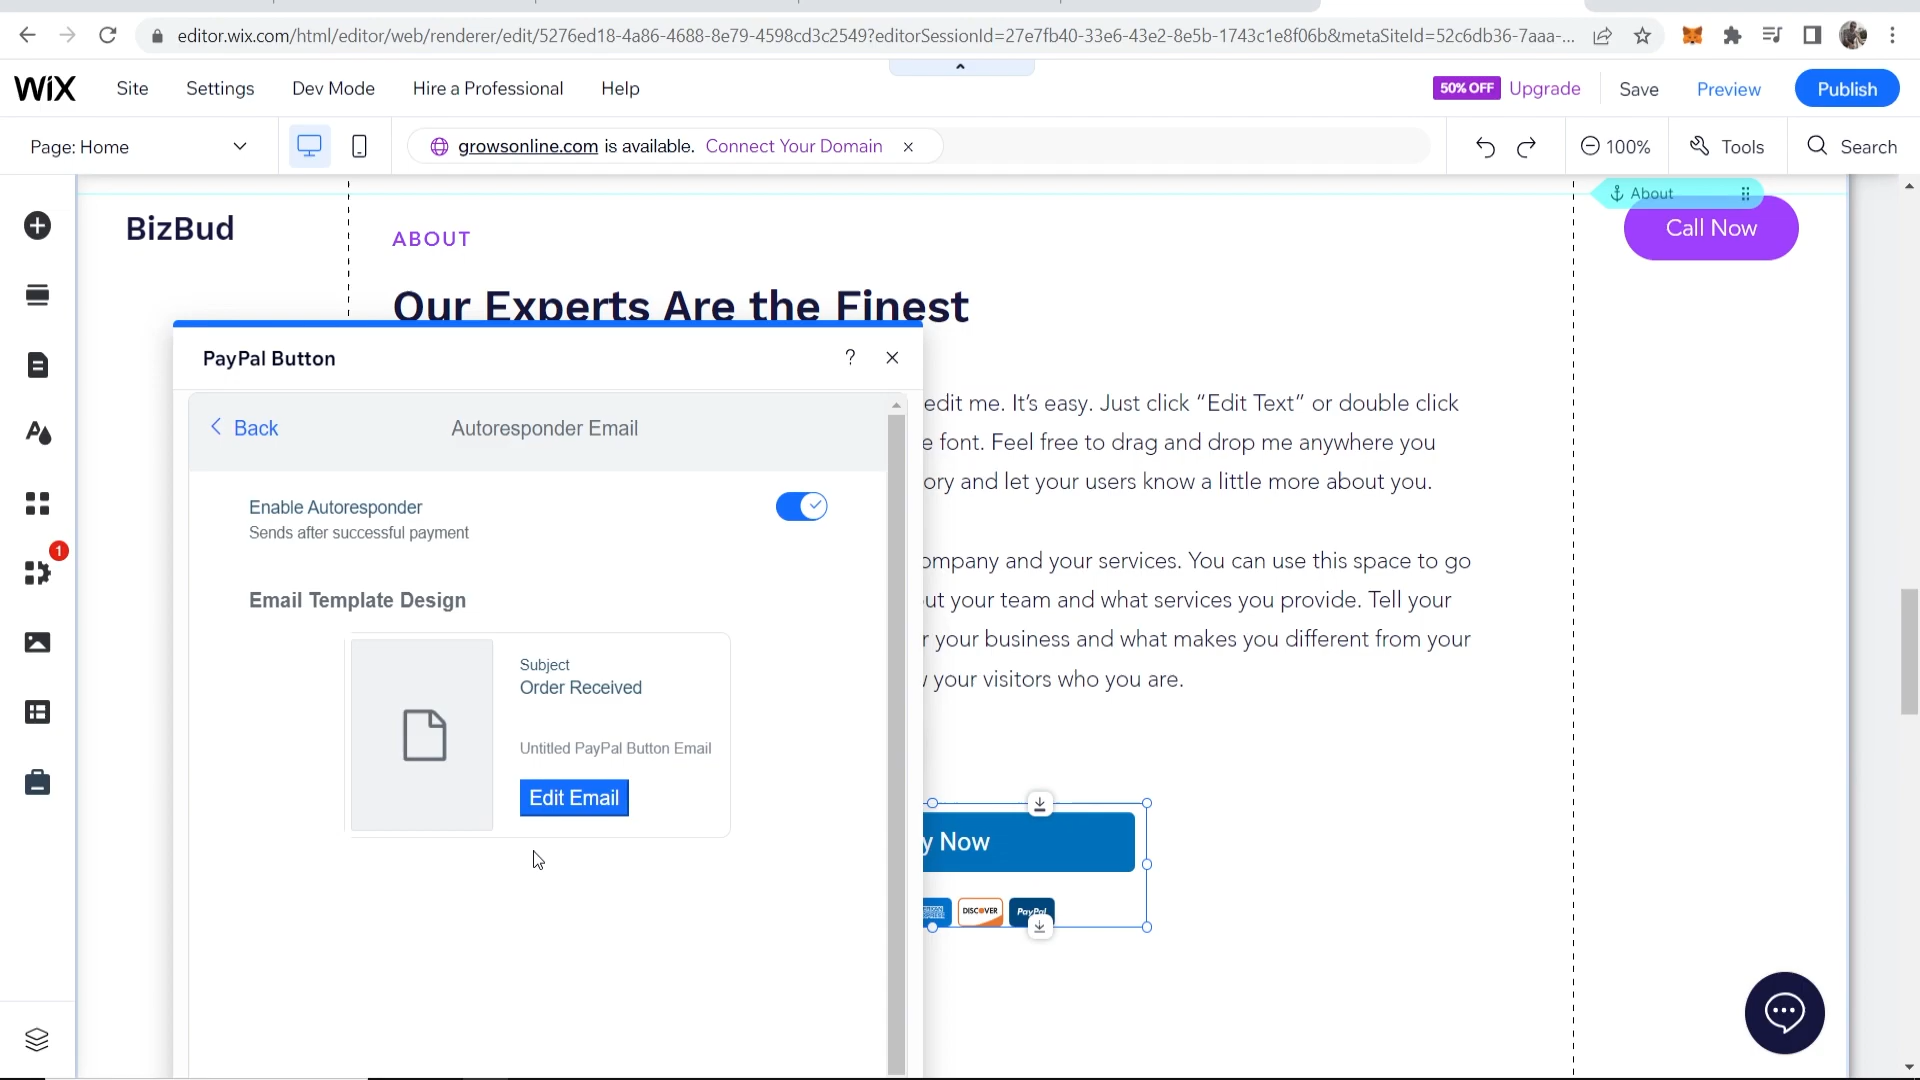 editor.wix.com/html/editor/web/renderer/edit/5276ed18-4a86-4688-8e79-4598cd3c2549?editorSessionId=27e7fb40-33e6-43e2-8e5b-1743c1e8f06b&metaSiteId=52c6db36-7aaa-...
WiX Site Settings Dev Mode Hire a Professional Help 50% OFF Upgrade Save Preview Publish
Page: Home growsonline.com is available. Connect Your Domain 100% Tools Search
About
BizBud
Call Now
ABOUT
Our Experts Are the Finest
PayPal Button ?
edit me. It's easy. Just click “Edit Text” or double click
Back Autoresponder Email
font. Feel free to drag and drop me anywhere you
ory and let your users know a little more about you.
Enable Autoresponder
Sends after successful payment
1
ompany and your services. You can use this space to go
Email Template Design
ut your team and what services you provide. Tell your
r your business and what makes you different from your
Subject
Order Received
your visitors who you are.
Untitled PayPal Button Email
Edit Email
y Now
DISCOVER
PayPal